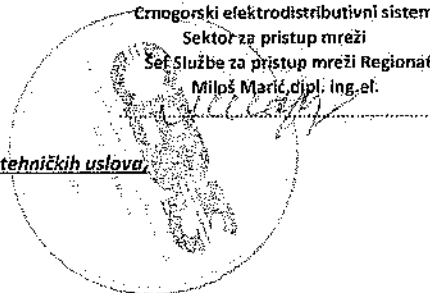 Crnogorski elektrodistributivni sistem
Sektor za pristup mreži
Šef Službe za pristup mreži Regionа
Miloš Marić,dipl. ing.el.
tehničkih uslova,